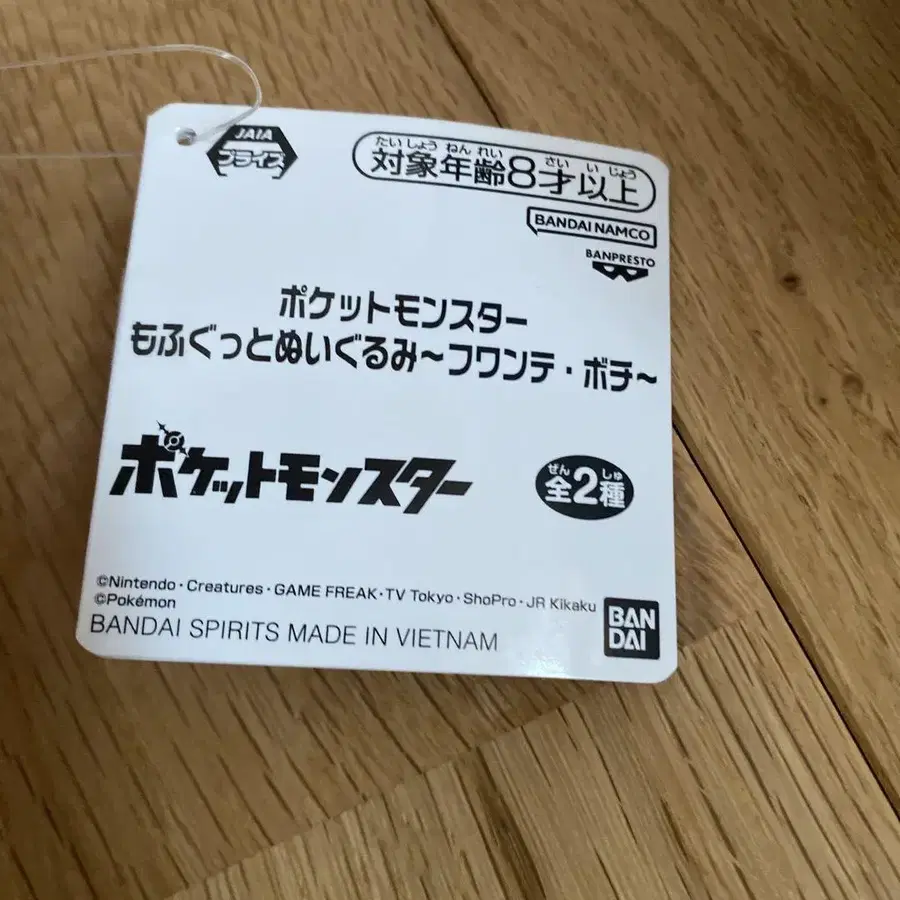 JAIA
プライズ
たいしょうねんれい さい いじょう
対象年齢8才以上
BANDAI NAMCO
BANPRESTO
ポケットモンスター
もふぐっとぬいぐるみ～フワンテ・ボチ～
ポケットモンスター
ぜん しゅ
全2種
©Nintendo・Creatures・GAME FREAK・TV Tokyo・ShoPro・JR Kikaku
©Pokémon
BANDAI SPIRITS MADE IN VIETNAM
BAN
DAI